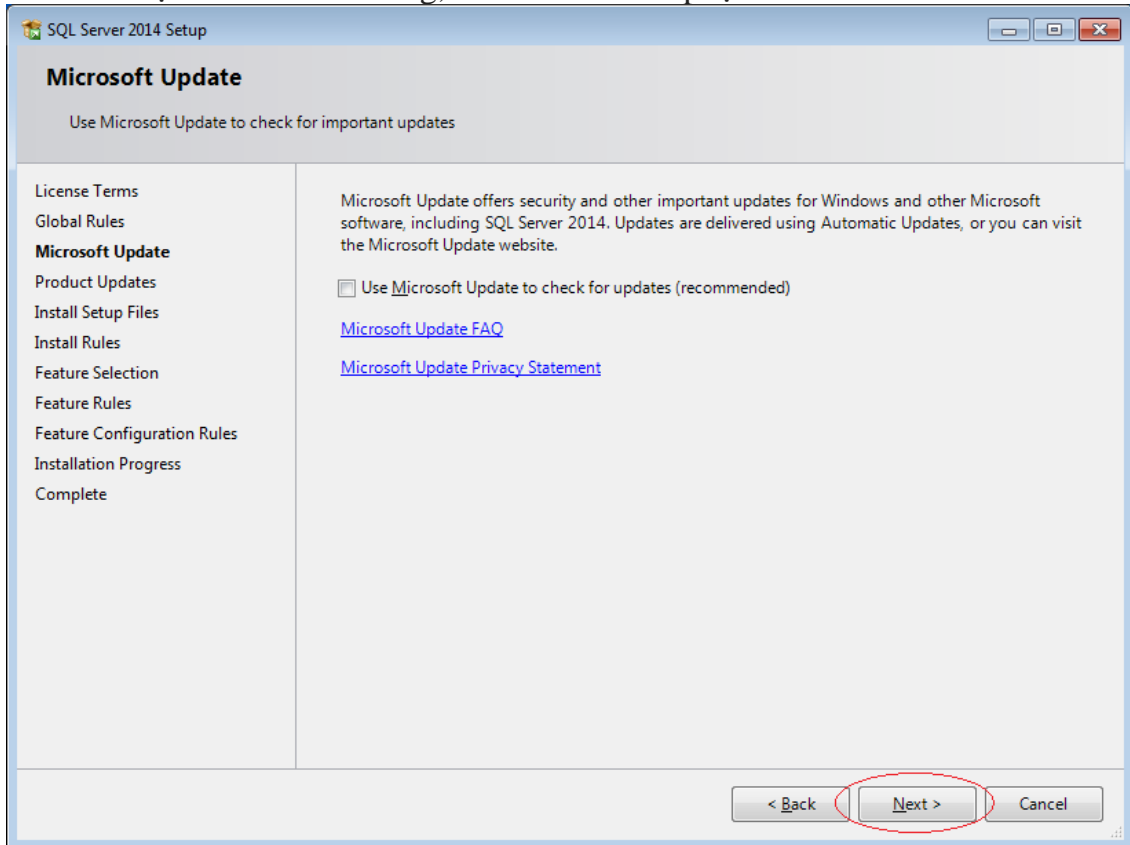 SQL Server 2014 Setup
Microsoft Update
Use Microsoft Update to check for important updates
License Terms
Global Rules
Microsoft Update
Product Updates
Install Setup Files
Install Rules
Feature Selection
Feature Rules
Feature Configuration Rules
Installation Progress
Complete
Microsoft Update offers security and other important updates for Windows and other Microsoft
software, including SQL Server 2014. Updates are delivered using Automatic Updates, or you can visit
the Microsoft Update website.
Use Microsoft Update to check for updates (recommended)
Microsoft Update FAQ
Microsoft Update Privacy Statement
< Back
Next >
Cancel